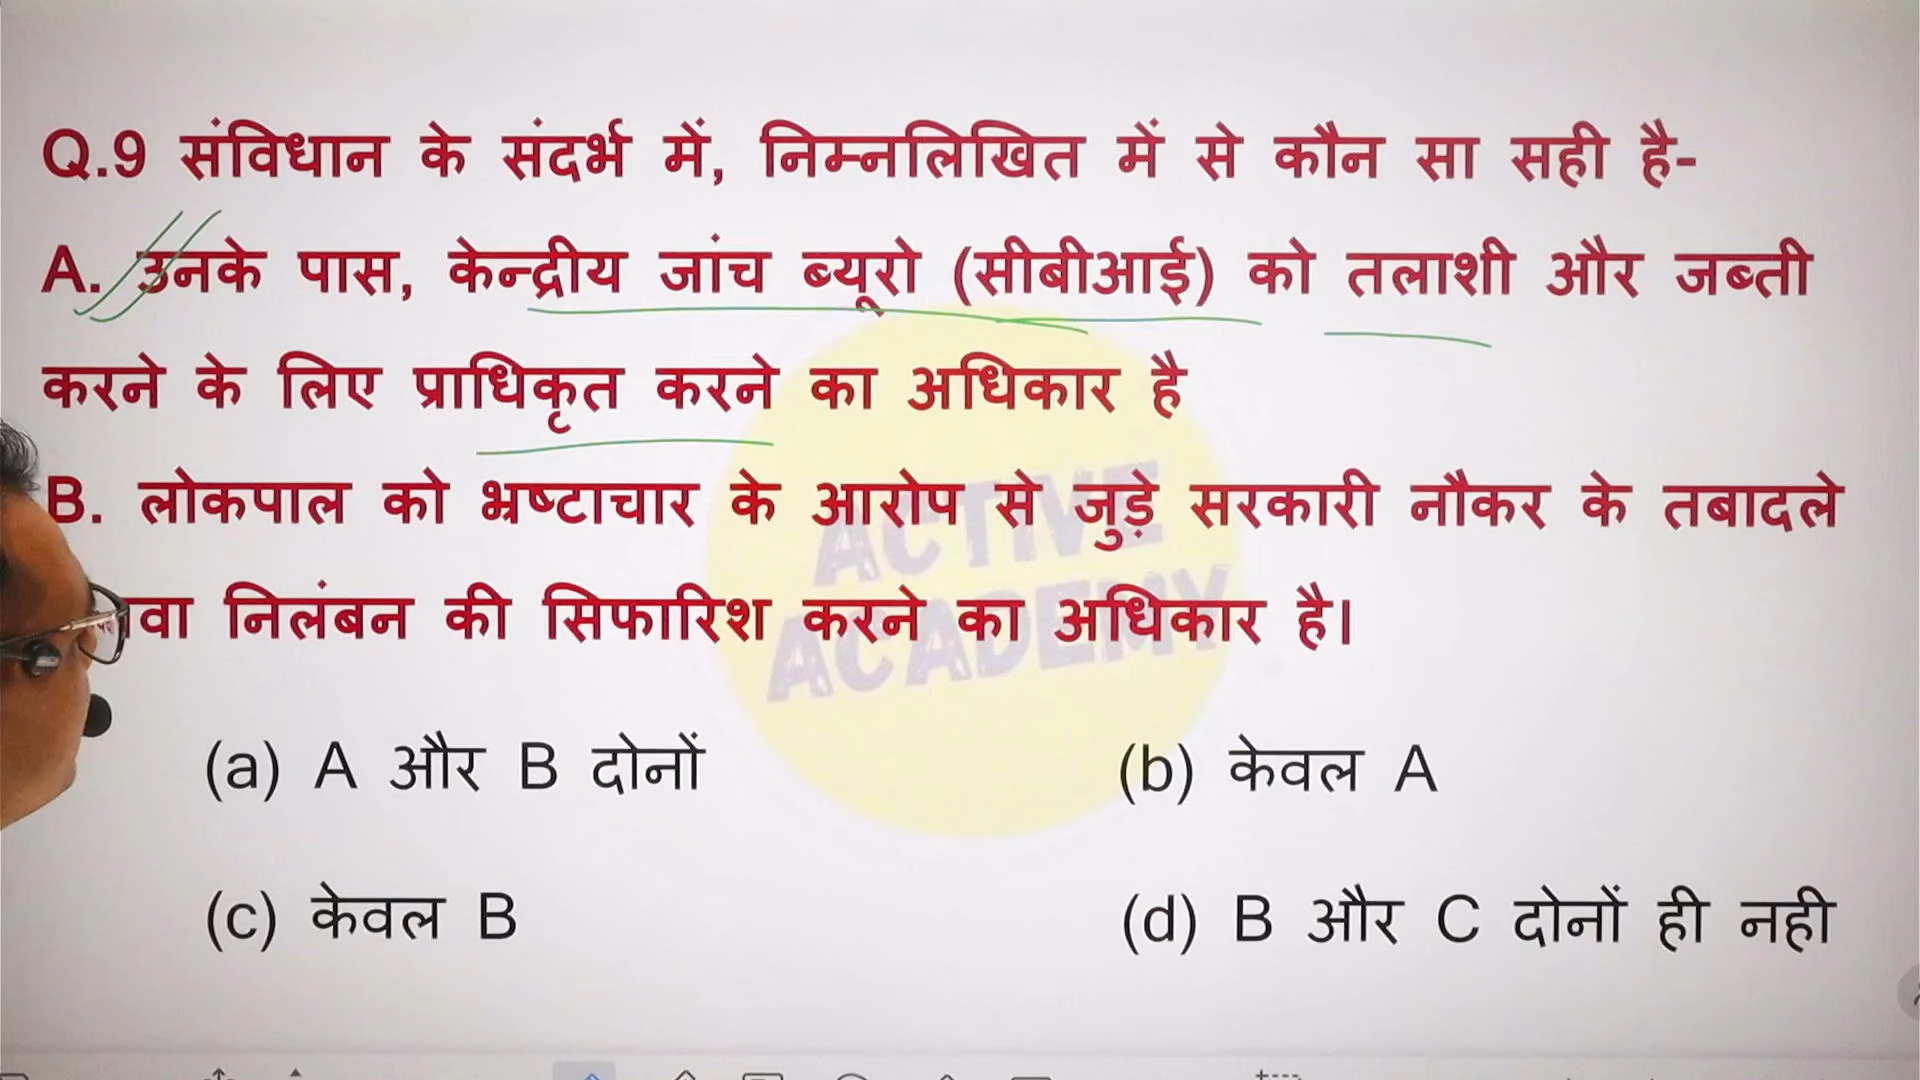 Q.9 संविधान के संदर्भ में, निम्नलिखित में से कौन सा सही है-
A. उनके पास, केन्द्रीय जांच ब्यूरो (सीबीआई) को तलाशी और जब्ती
करने के लिए प्राधिकृत करने का अधिकार है
B. लोकपाल को भ्रष्टाचार के आरोप से जुड़े सरकारी नौकर के तबादले
निलंबन की सिफारिश करने का अधिकार है।
ACTIVE
ACADEMY
(a) A और B दोनों
(b) केवल A
(c) केवल B
(d) B और C दोनों ही नही